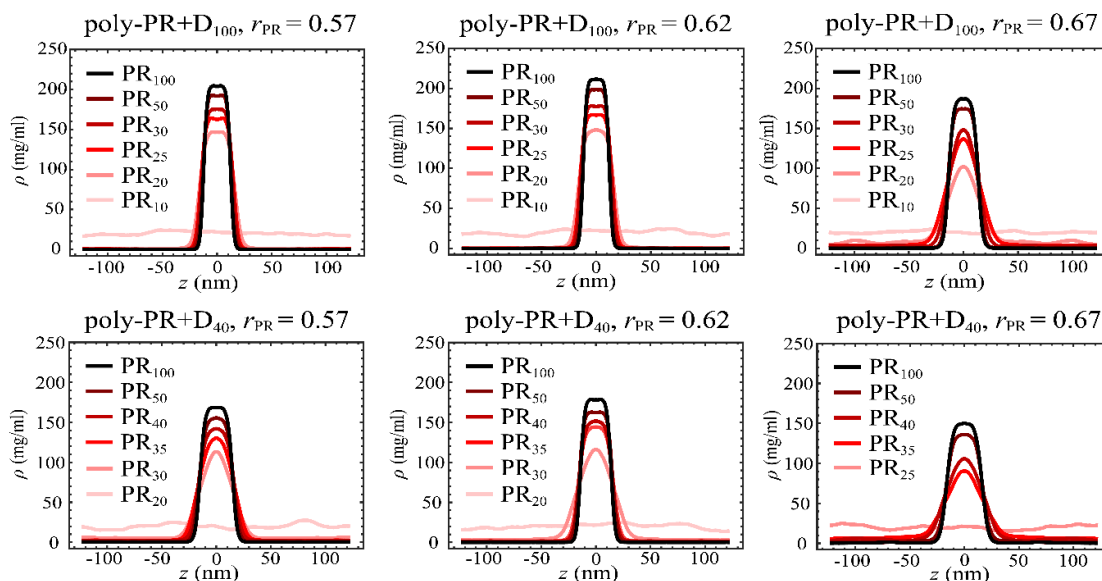 poly-PR+D100, rPR = 0.57
250
200
150
100
50
0
ρ (mg/ml)
PR100
PR50
PR30
PR25
PR20
PR10
-100 -50 0 50 100
z (nm)
poly-PR+D100, rPR = 0.62
250
200
150
100
50
0
ρ (mg/ml)
PR100
PR50
PR30
PR25
PR20
PR10
-100 -50 0 50 100
z (nm)
poly-PR+D100, rPR = 0.67
250
200
150
100
50
0
ρ (mg/ml)
PR100
PR50
PR30
PR25
PR20
PR10
-100 -50 0 50 100
z (nm)
poly-PR+D40, rPR = 0.57
250
200
150
100
50
0
ρ (mg/ml)
PR100
PR50
PR40
PR35
PR30
PR20
-100 -50 0 50 100
z (nm)
poly-PR+D40, rPR = 0.62
250
200
150
100
50
0
ρ (mg/ml)
PR100
PR50
PR40
PR35
PR30
PR20
-100 -50 0 50 100
z (nm)
poly-PR+D40, rPR = 0.67
250
200
150
100
50
0
ρ (mg/ml)
PR100
PR50
PR40
PR35
PR25
-100 -50 0 50 100
z (nm)